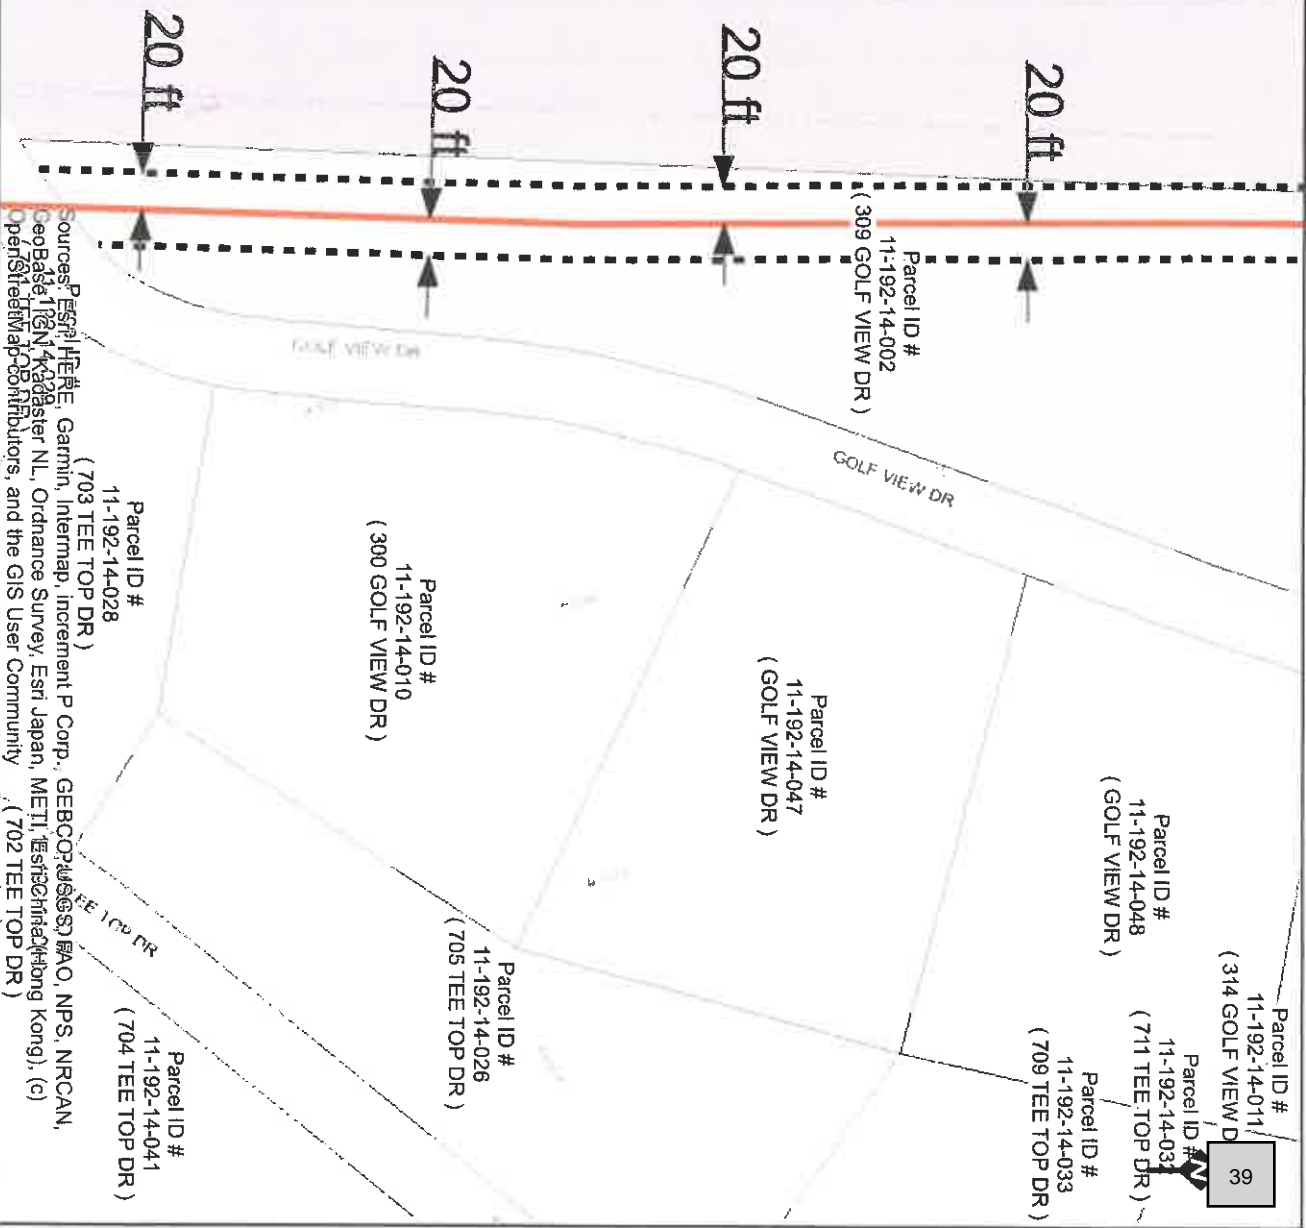 20 ft
20 ft
20 ft
20 ft
Parcel ID #
11-192-14-002
( 309 GOLF VIEW DR )
GOLF VIEW DR
GOLF VIEW DR
Parcel ID #
11-192-14-011
( 314 GOLF VIEW D
Parcel ID #
11-192-14-048
( GOLF VIEW DR )
Parcel ID #
11-192-14-047
( GOLF VIEW DR )
Parcel ID #
11-192-14-010
( 300 GOLF VIEW DR )
Parcel ID #
11-192-14-028
( 703 TEE TOP DR )
Parcel ID #
11-192-14-032
( 711 TEE TOP DR )
Parcel ID #
11-192-14-033
( 709 TEE TOP DR )
Parcel ID #
11-192-14-026
( 705 TEE TOP DR )
Parcel ID #
11-192-14-041
( 704 TEE TOP DR )
TOP DR
( 702 TEE TOP DR )
Sources: Esri, HERE, Garmin, Intermap, increment P Corp., GEBCO, USGS, FAO, NPS, NRCAN,
GeoBase, IGN, Kadaster NL, Ordnance Survey, Esri Japan, METI, Esri China (Hong Kong), (c)
OpenStreetMap contributors, and the GIS User Community
N
39